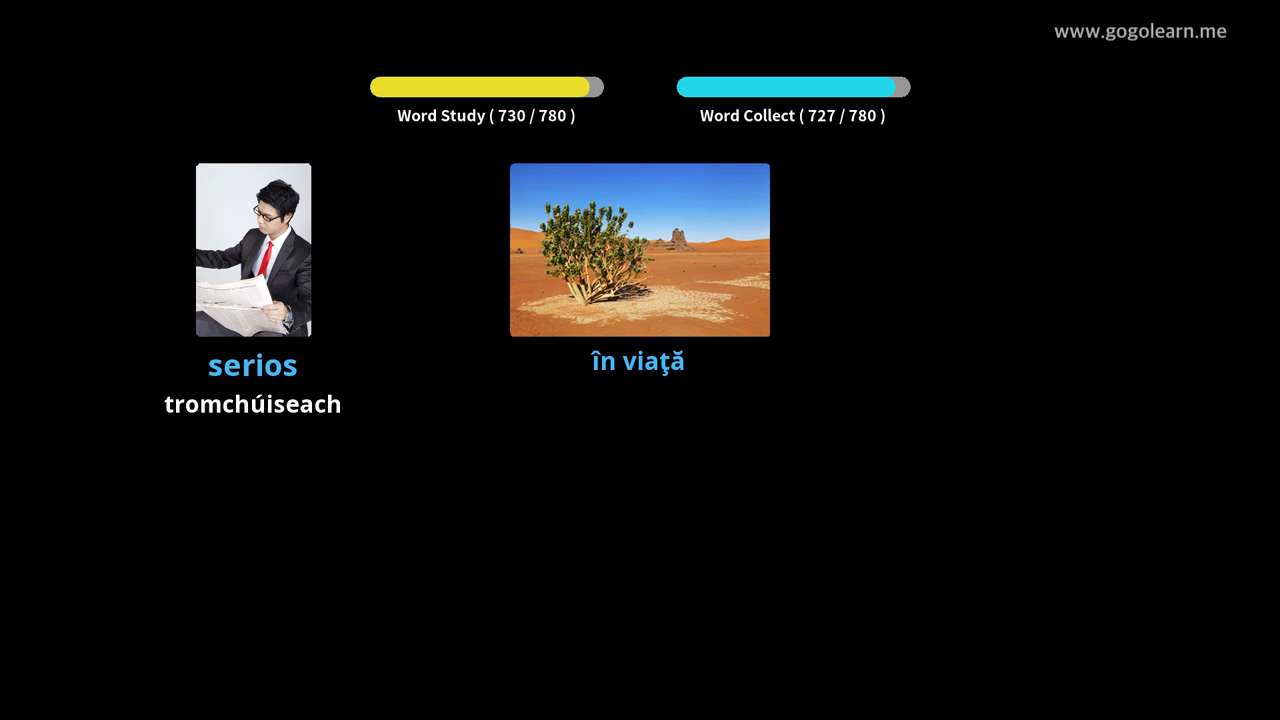 www.gogolearn.me
Word Study ( 730 / 780 )
Word Collect ( 727 / 780 )
serios
tromchúiseach
în viaţă